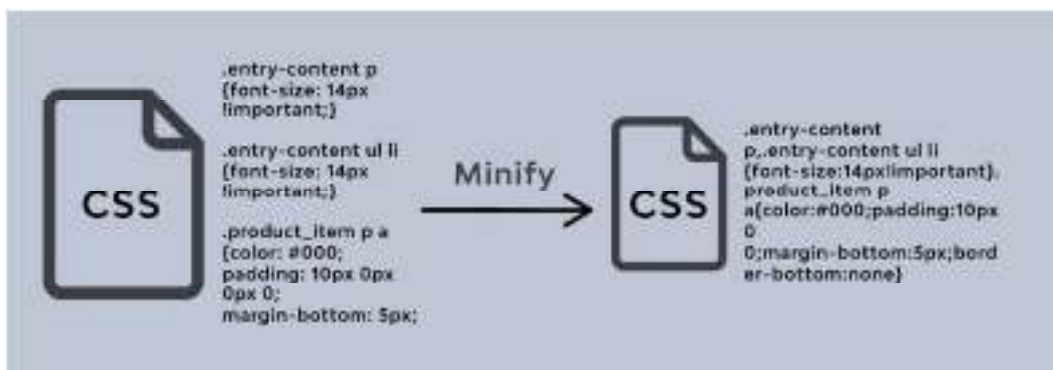 CSS
.entry-content p
{font-size: 14px
!important;}
.entry-content ul li
{font-size: 14px
!important;}
.product_item p a
{color: #000;
padding: 10px 0px
0px 0;
margin-bottom: 5px;
Minify
CSS
.entry-content
p,.entry-content ul li
{font-size:14px!important}.
product_item p
a{color:#000;padding:10px
0
0;margin-bottom:5px;bord
er-bottom:none}